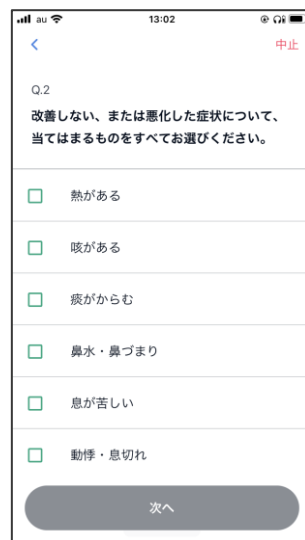 au 13:02
中止
Q.2
改善しない、または悪化した症状について、
当てはまるものをすべてお選びください。
熱がある
咳がある
痰がからむ
鼻水・鼻づまり
息が苦しい
動悸・息切れ
次へ